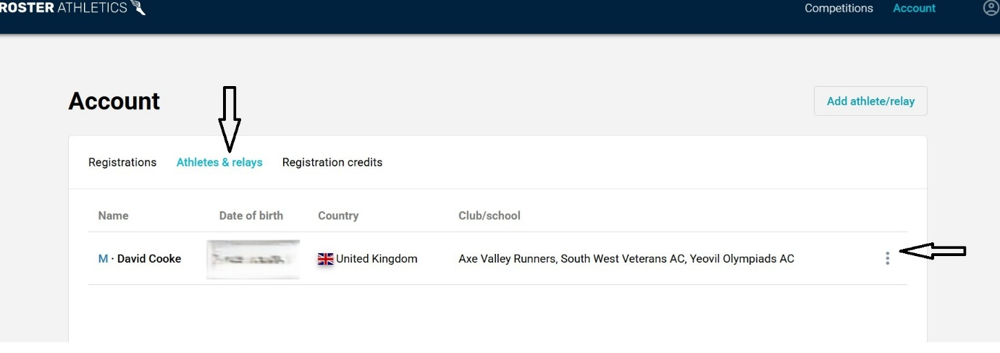 ROSTER ATHLETICS
Competitions Account
Account
Add athlete/relay
Registrations Athletes & relays Registration credits
Name Date of birth Country Club/school
M · David Cooke United Kingdom Axe Valley Runners, South West Veterans AC, Yeovil Olympiads AC